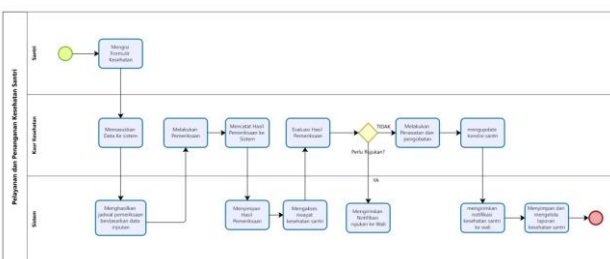 Pelayanan dan Penanganan Kesehatan Santri
Santri
Mengisi
Formulir
Kesehatan
Kaur Kesehatan
Memasukkan
Data Ke sistem
Melakukan
Pemeriksaan
Mencatat Hasil
Pemeriksaan ke
Sistem
Evaluasi Hasil
Pemeriksaan
Perlu Rujukan?
TIDAK
YA
Melakukan
Perawatan dan
pengobatan
mengupdate
kondisi santri
Sistem
Menghasilkan
jadwal pemeriksaan
berdasarkan data
inputan
Menyimpan
Hasil
Pemeriksaan
Mengakses
riwayat
kesehatan santri
Mengirimkan
Notifikasi
rujukan ke Wali
mengirimkan
notifikasi
kesehatan santri
ke wali
Menyimpan dan
mengelola
laporan
kesehatan santri